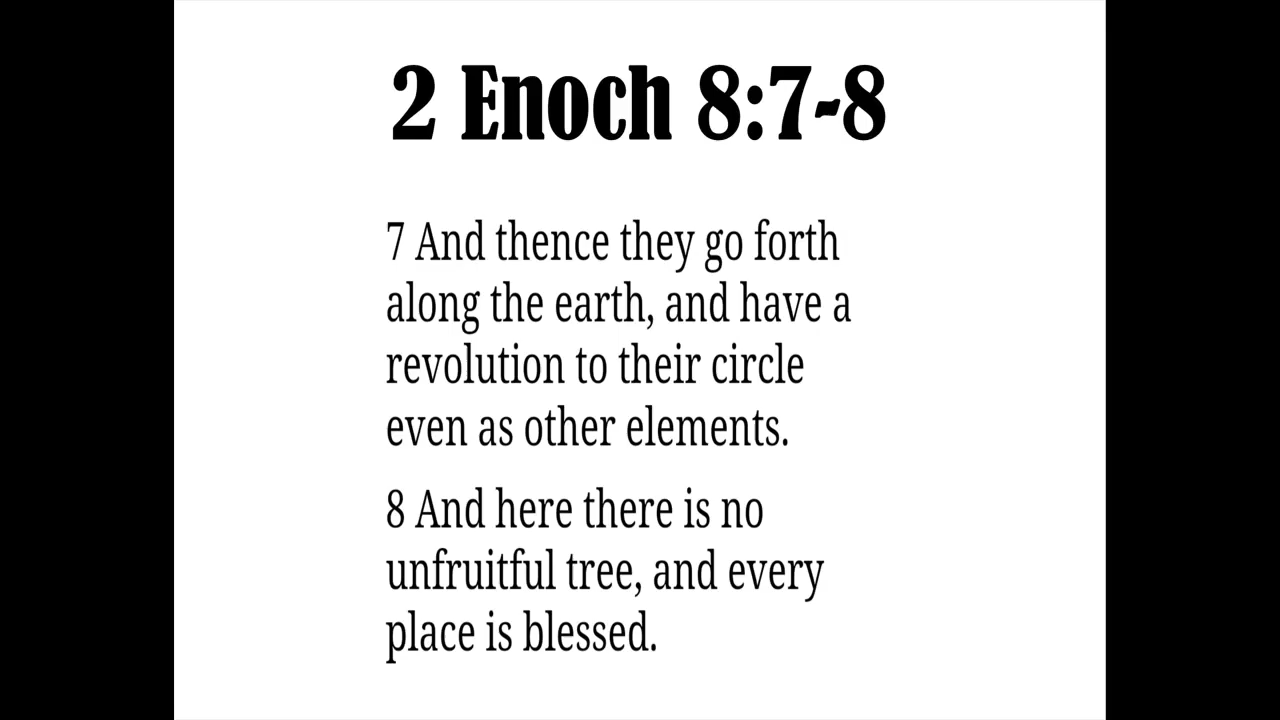 2 Enoch 8:7-8
7 And thence they go forth
along the earth, and have a
revolution to their circle
even as other elements.
8 And here there is no
unfruitful tree, and every
place is blessed.